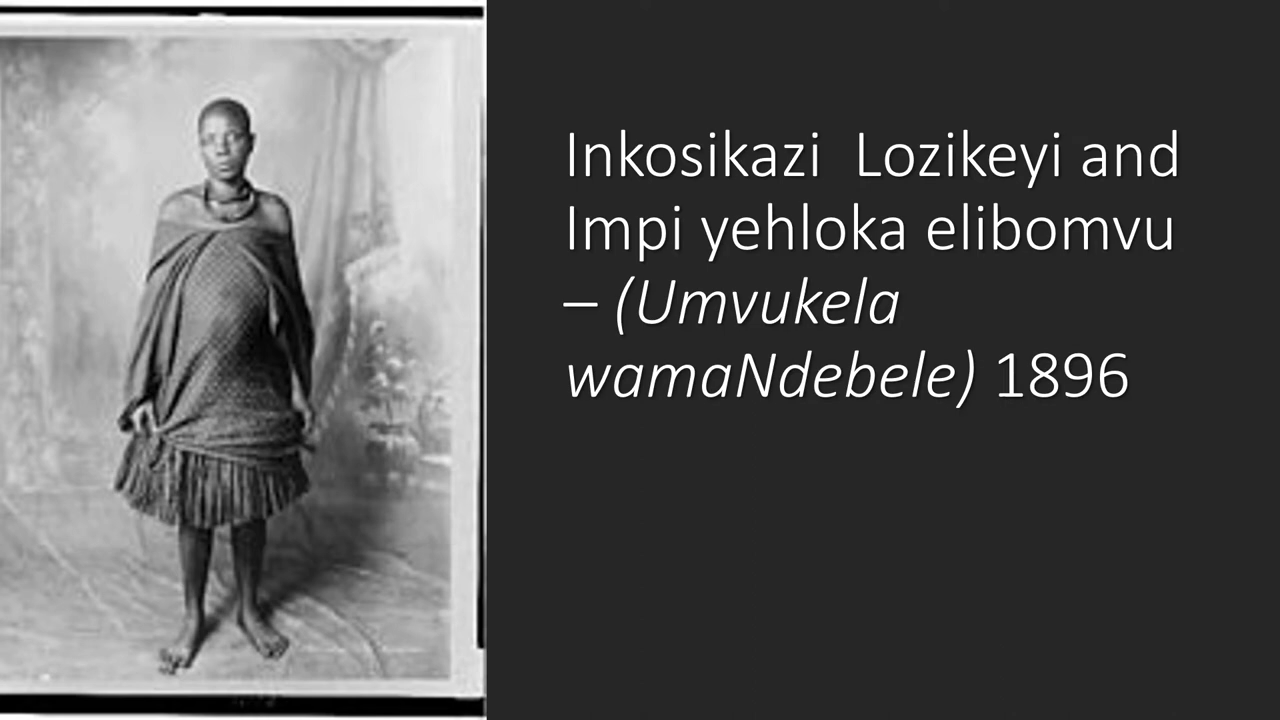 Inkosikazi  Lozikeyi and
Impi yehloka elibomvu
– (Umvukela
wamaNdebele) 1896